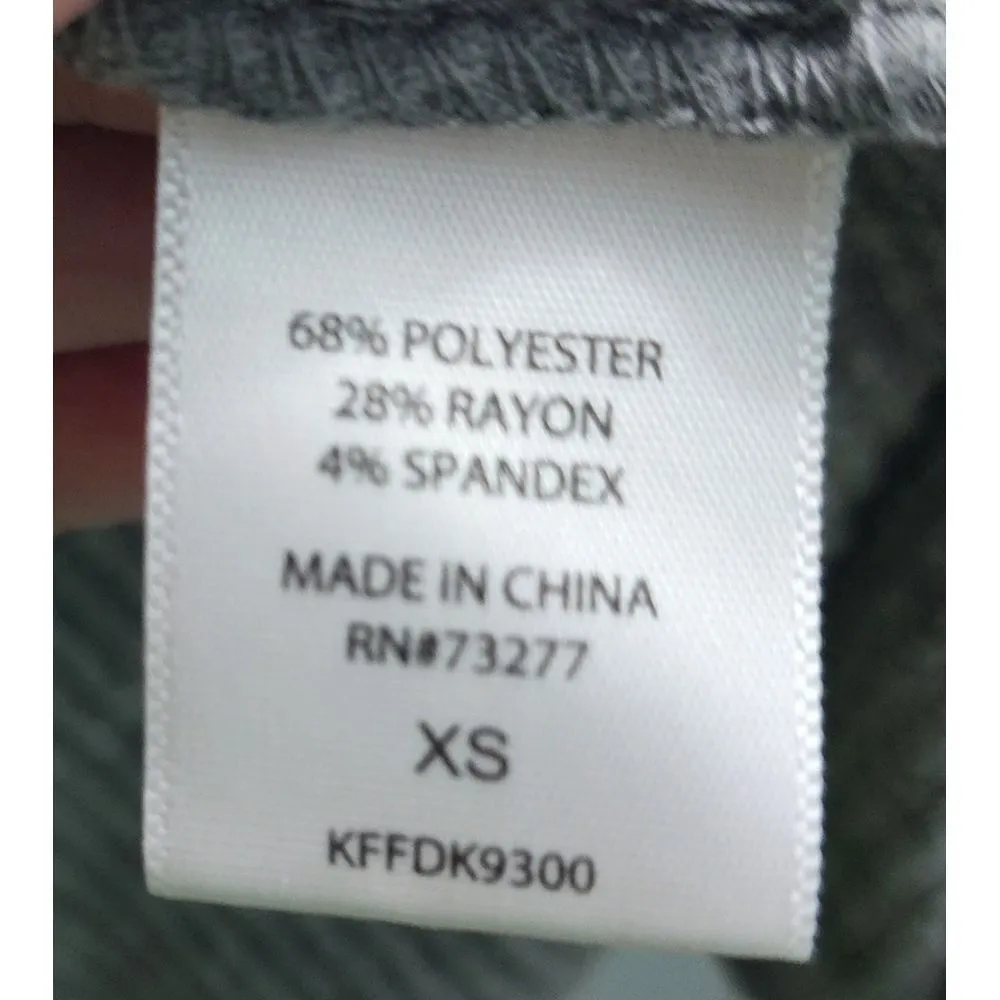 68% POLYESTER
28% RAYON
4% SPANDEX
MADE IN CHINA
RN#73277
XS
KFFDK9300